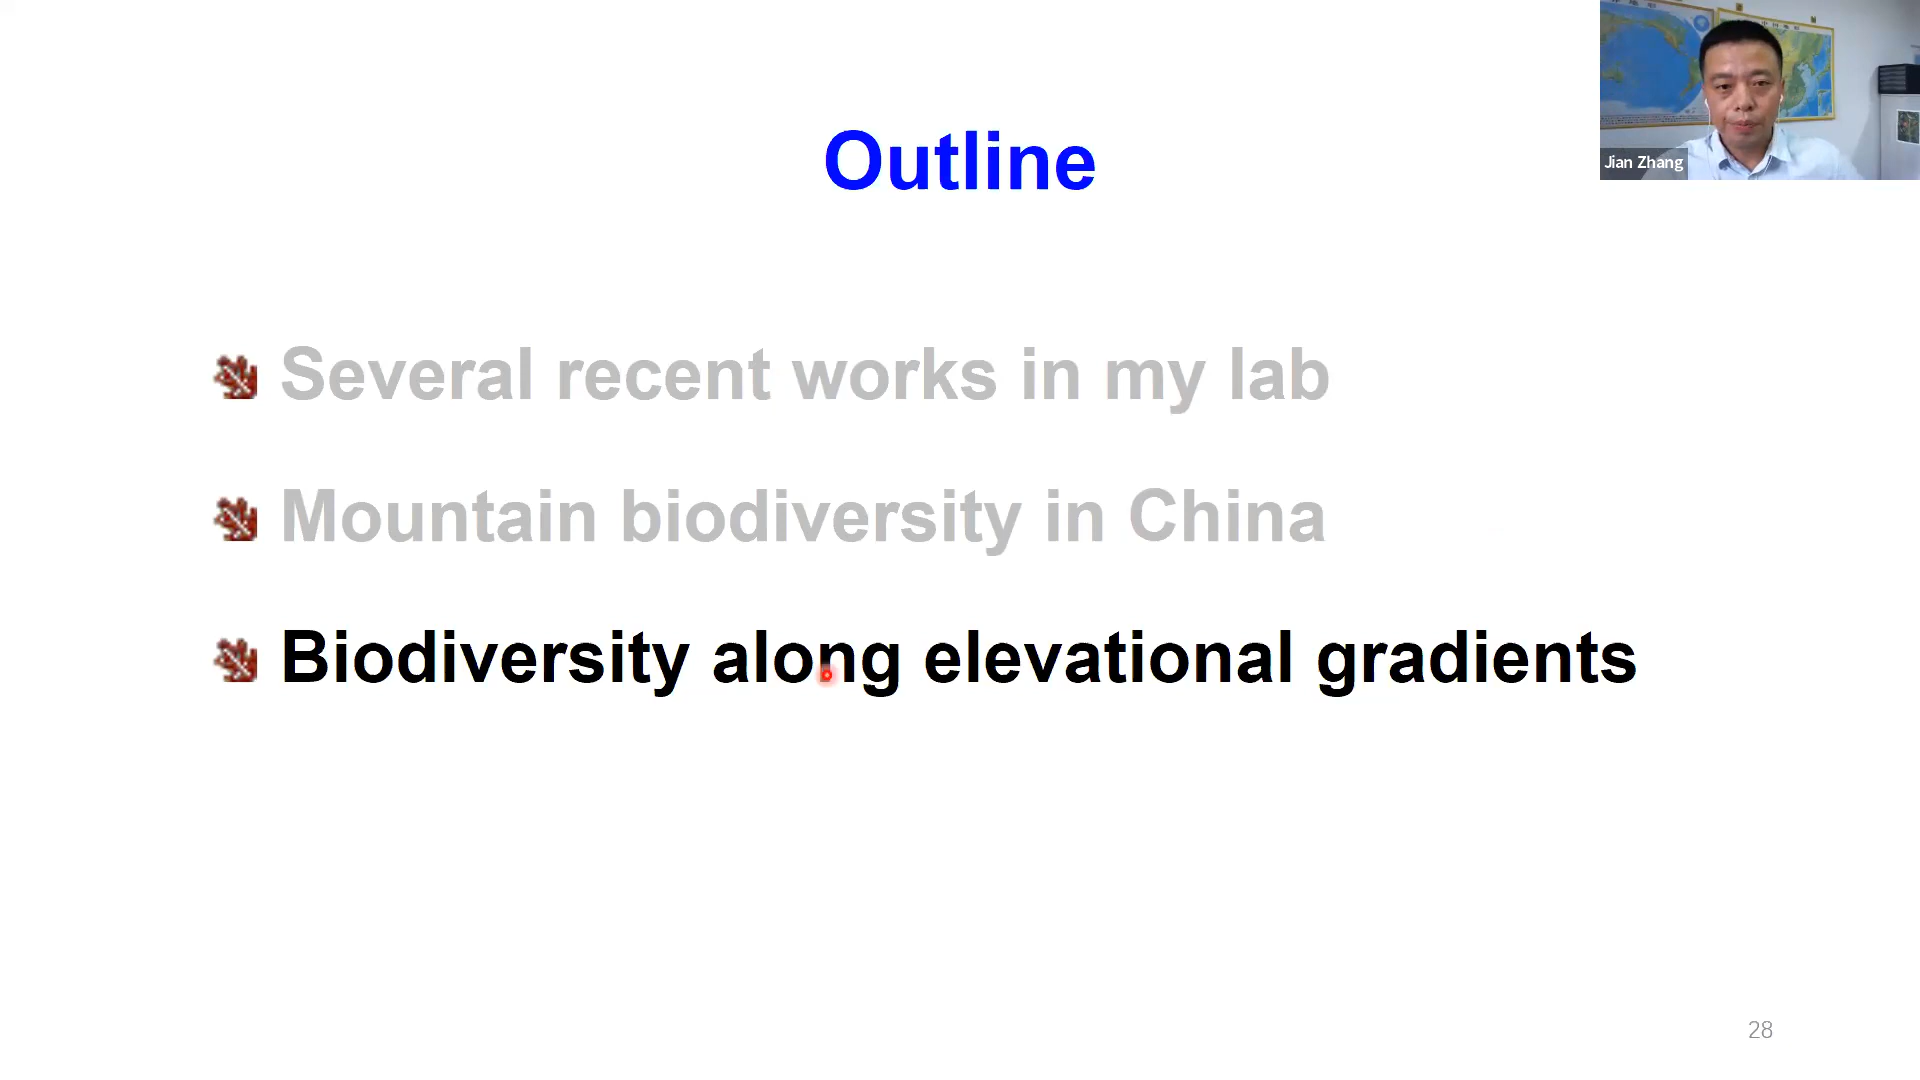 Outline
Jian Zhang
Several recent works in my lab
Mountain biodiversity in China
Biodiversity along elevational gradients
28